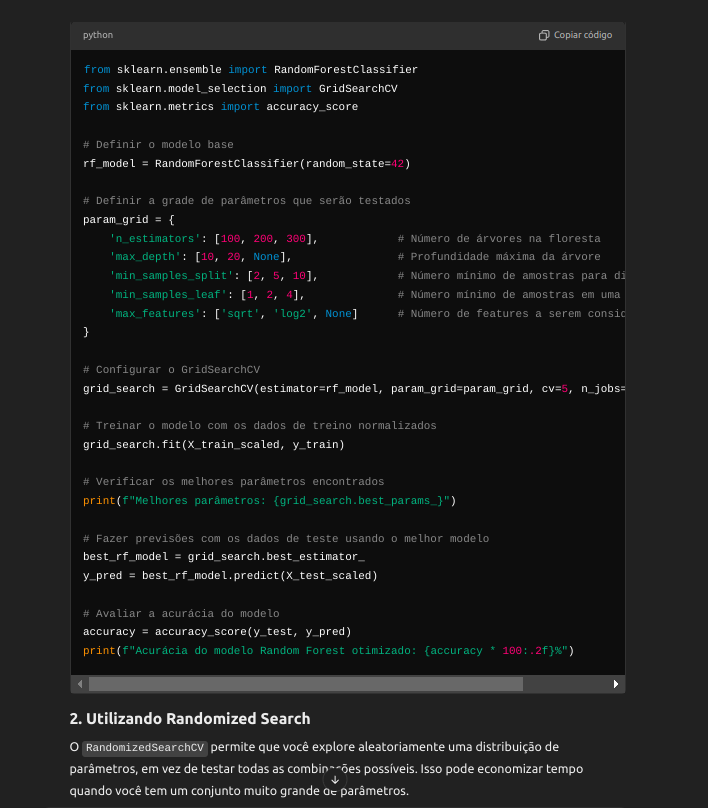 python Copiar código
from sklearn.ensemble import RandomForestClassifier
from sklearn.model_selection import GridSearchCV
from sklearn.metrics import accuracy_score
# Definir o modelo base
rf_model = RandomForestClassifier(random_state=42)
# Definir a grade de parâmetros que serão testados
param_grid = {
    'n_estimators': [100, 200, 300],            # Número de árvores na floresta
    'max_depth': [10, 20, None],                # Profundidade máxima da árvore
    'min_samples_split': [2, 5, 10],            # Número mínimo de amostras para di
    'min_samples_leaf': [1, 2, 4],              # Número mínimo de amostras em uma
    'max_features': ['sqrt', 'log2', None]      # Número de features a serem consid
}
# Configurar o GridSearchCV
grid_search = GridSearchCV(estimator=rf_model, param_grid=param_grid, cv=5, n_jobs=
# Treinar o modelo com os dados de treino normalizados
grid_search.fit(X_train_scaled, y_train)
# Verificar os melhores parâmetros encontrados
print(f"Melhores parâmetros: {grid_search.best_params_}")
# Fazer previsões com os dados de teste usando o melhor modelo
best_rf_model = grid_search.best_estimator_
y_pred = best_rf_model.predict(X_test_scaled)
# Avaliar a acurácia do modelo
accuracy = accuracy_score(y_test, y_pred)
print(f"Acurácia do modelo Random Forest otimizado: {accuracy * 100:.2f}%")
2. Utilizando Randomized Search
O RandomizedSearchCV permite que você explore aleatoriamente uma distribuição de
parâmetros, em vez de testar todas as combinações possíveis. Isso pode economizar tempo
quando você tem um conjunto muito grande de parâmetros.